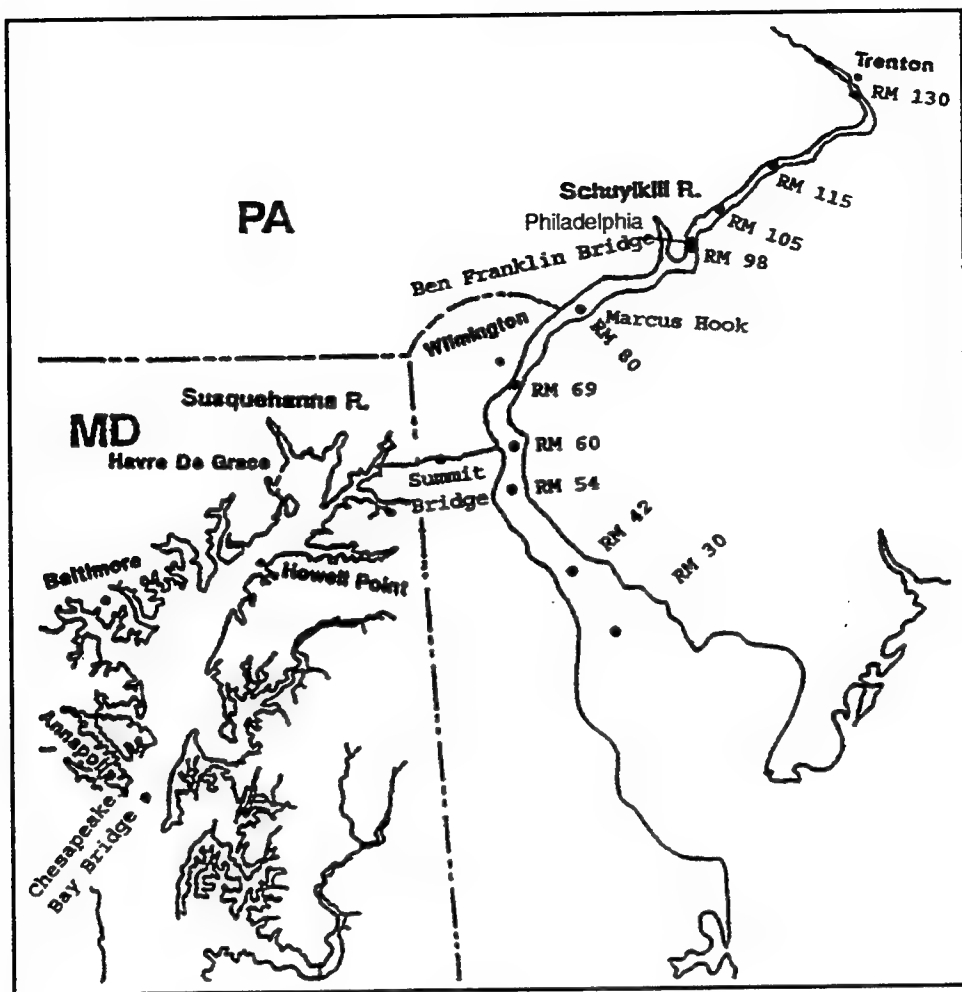 Trenton
RM 130
RM 115
Schuylkill R.
PA
Philadelphia
RM 105
Ben Franklin Bridge
RM 98
Marcus Hook
RM 80
Wilmington
RM 69
Susquehanna R.
MD
Havre De Grace
RM 60
Summit
Bridge
RM 54
RM 42
RM 30
Baltimore
Howell Point
Annapolis
Chesapeake
Bay Bridge